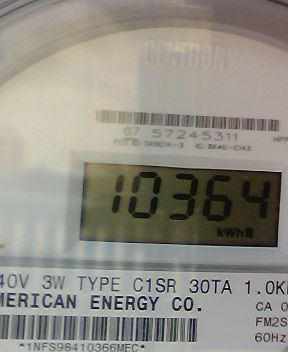 CENTRON®
07 57245311
10364
kWh
40V 3W TYPE C1SR 30TA 1.0K
MERICAN ENERGY CO.
CA 0
FM2S
60Hz
*1NFS98410366MFC*